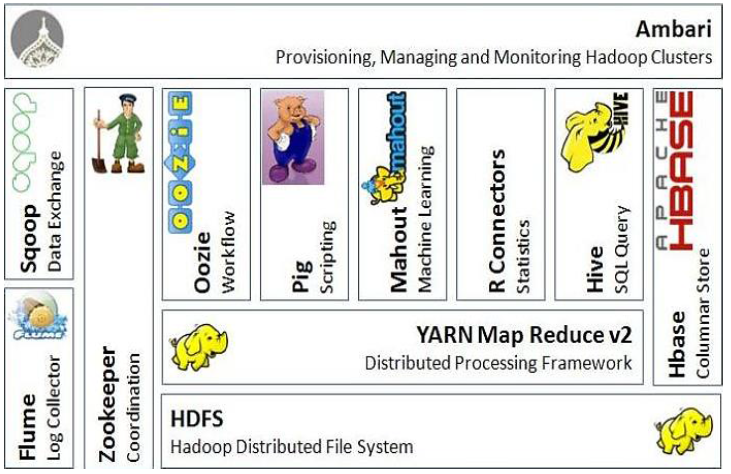 Ambari
Provisioning, Managing and Monitoring Hadoop Clusters
Sqoop
Data Exchange
Flume
Log Collector
FLUME
Zookeeper
Coordination
OOZiE
Oozie
Workflow
Pig
Scripting
mahout
Mahout
Machine Learning
R Connectors
Statistics
HIVE
Hive
SQL Query
APACHE
HBASE
Hbase
Columnar Store
YARN Map Reduce v2
Distributed Processing Framework
HDFS
Hadoop Distributed File System